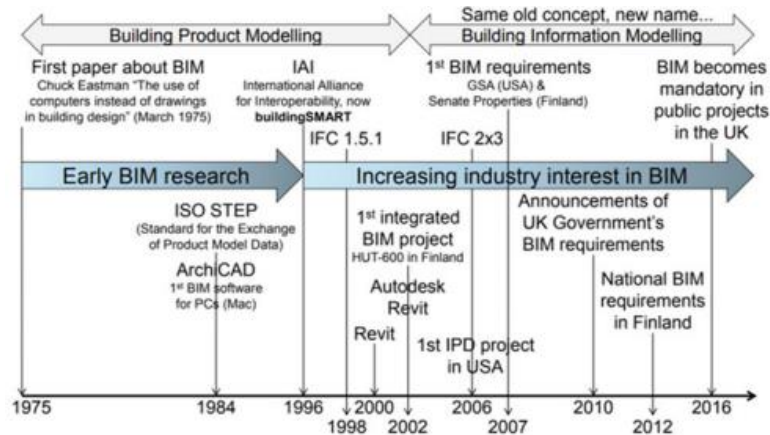 Same old concept, new name...
Building Product Modelling
Building Information Modelling
First paper about BIM
Chuck Eastman “The use of
computers instead of drawings
in building design” (March 1975)
IAI
International Alliance
for Interoperability, now
buildingSMART
1st BIM requirements
GSA (USA) &
Senate Properties (Finland)
BIM becomes
mandatory in
public projects
in the UK
IFC 1.5.1
IFC 2x3
Early BIM research
Increasing industry interest in BIM
ISO STEP
(Standard for the Exchange
of Product Model Data)
ArchiCAD
1st BIM software
for PCs (Mac)
1st integrated
BIM project
HUT-600 in Finland
Autodesk
Revit
Revit
1st IPD project
in USA
Announcements of
UK Government's
BIM requirements
National BIM
requirements
in Finland
1975
1984
1996
1998
2000
2002
2006
2007
2010
2012
2016